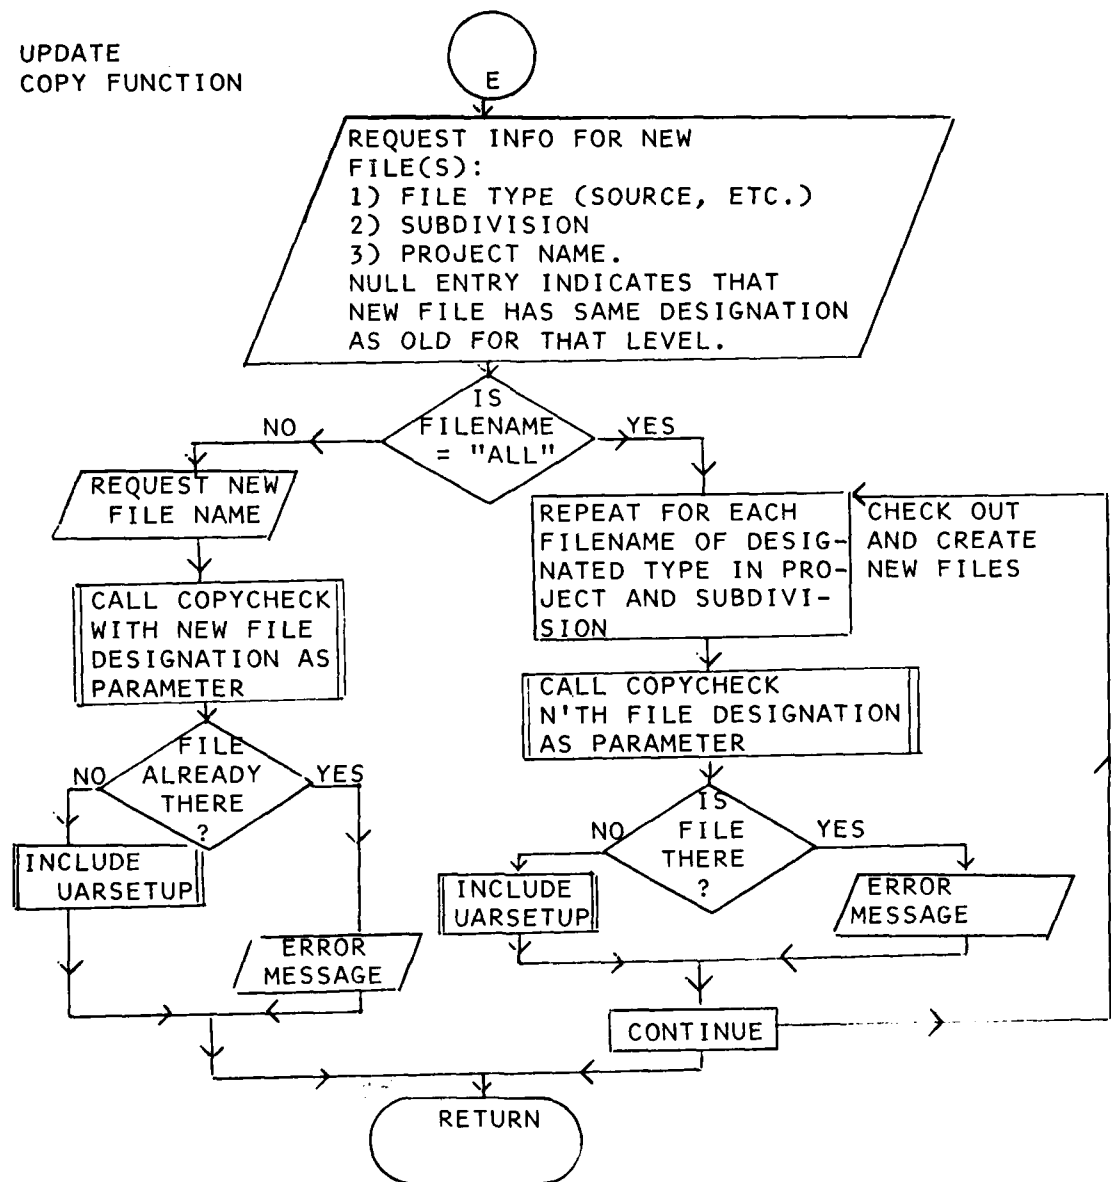 UPDATE
COPY FUNCTION
E
REQUEST INFO FOR NEW
FILE(S):
1) FILE TYPE (SOURCE, ETC.)
2) SUBDIVISION
3) PROJECT NAME.
NULL ENTRY INDICATES THAT
NEW FILE HAS SAME DESIGNATION
AS OLD FOR THAT LEVEL.
IS
FILENAME
= "ALL"
NO
YES
REQUEST NEW
FILE NAME
CALL COPYCHECK
WITH NEW FILE
DESIGNATION AS
PARAMETER
FILE
ALREADY
THERE
?
NO
YES
INCLUDE
UARSETUP
ERROR
MESSAGE
REPEAT FOR EACH
FILENAME OF DESIG-
NATED TYPE IN PRO-
JECT AND SUBDIVI-
SION
CHECK OUT
AND CREATE
NEW FILES
CALL COPYCHECK
N'TH FILE DESIGNATION
AS PARAMETER
IS
FILE
THERE
?
NO
YES
INCLUDE
UARSETUP
ERROR
MESSAGE
CONTINUE
RETURN